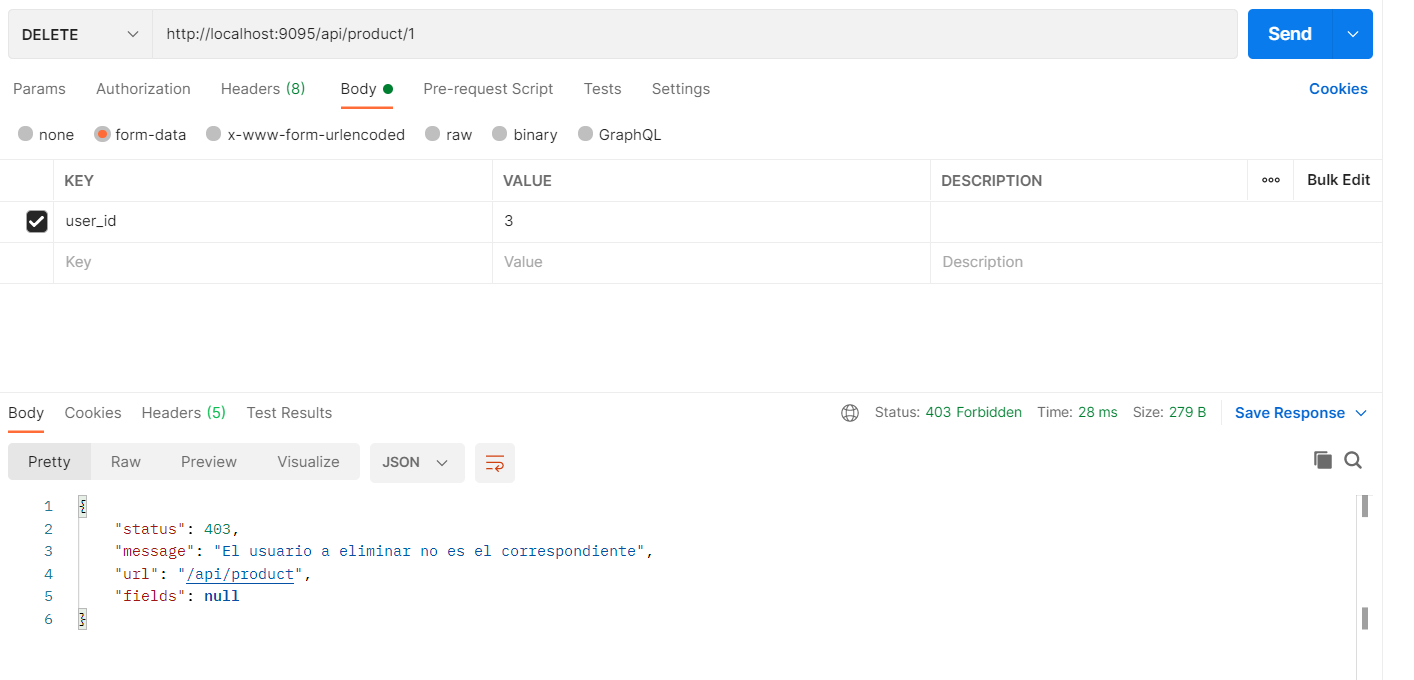 DELETE http://localhost:9095/api/product/1 Send
Params Authorization Headers (8) Body Pre-request Script Tests Settings Cookies
none form-data x-www-form-urlencoded raw binary GraphQL
KEY VALUE DESCRIPTION ooo Bulk Edit
user_id 3
Key Value Description
Body Cookies Headers (5) Test Results Status: 403 Forbidden Time: 28 ms Size: 279 B Save Response
Pretty Raw Preview Visualize JSON
1 {
2 "status": 403,
3 "message": "El usuario a eliminar no es el correspondiente",
4 "url": "/api/product",
5 "fields": null
6 }